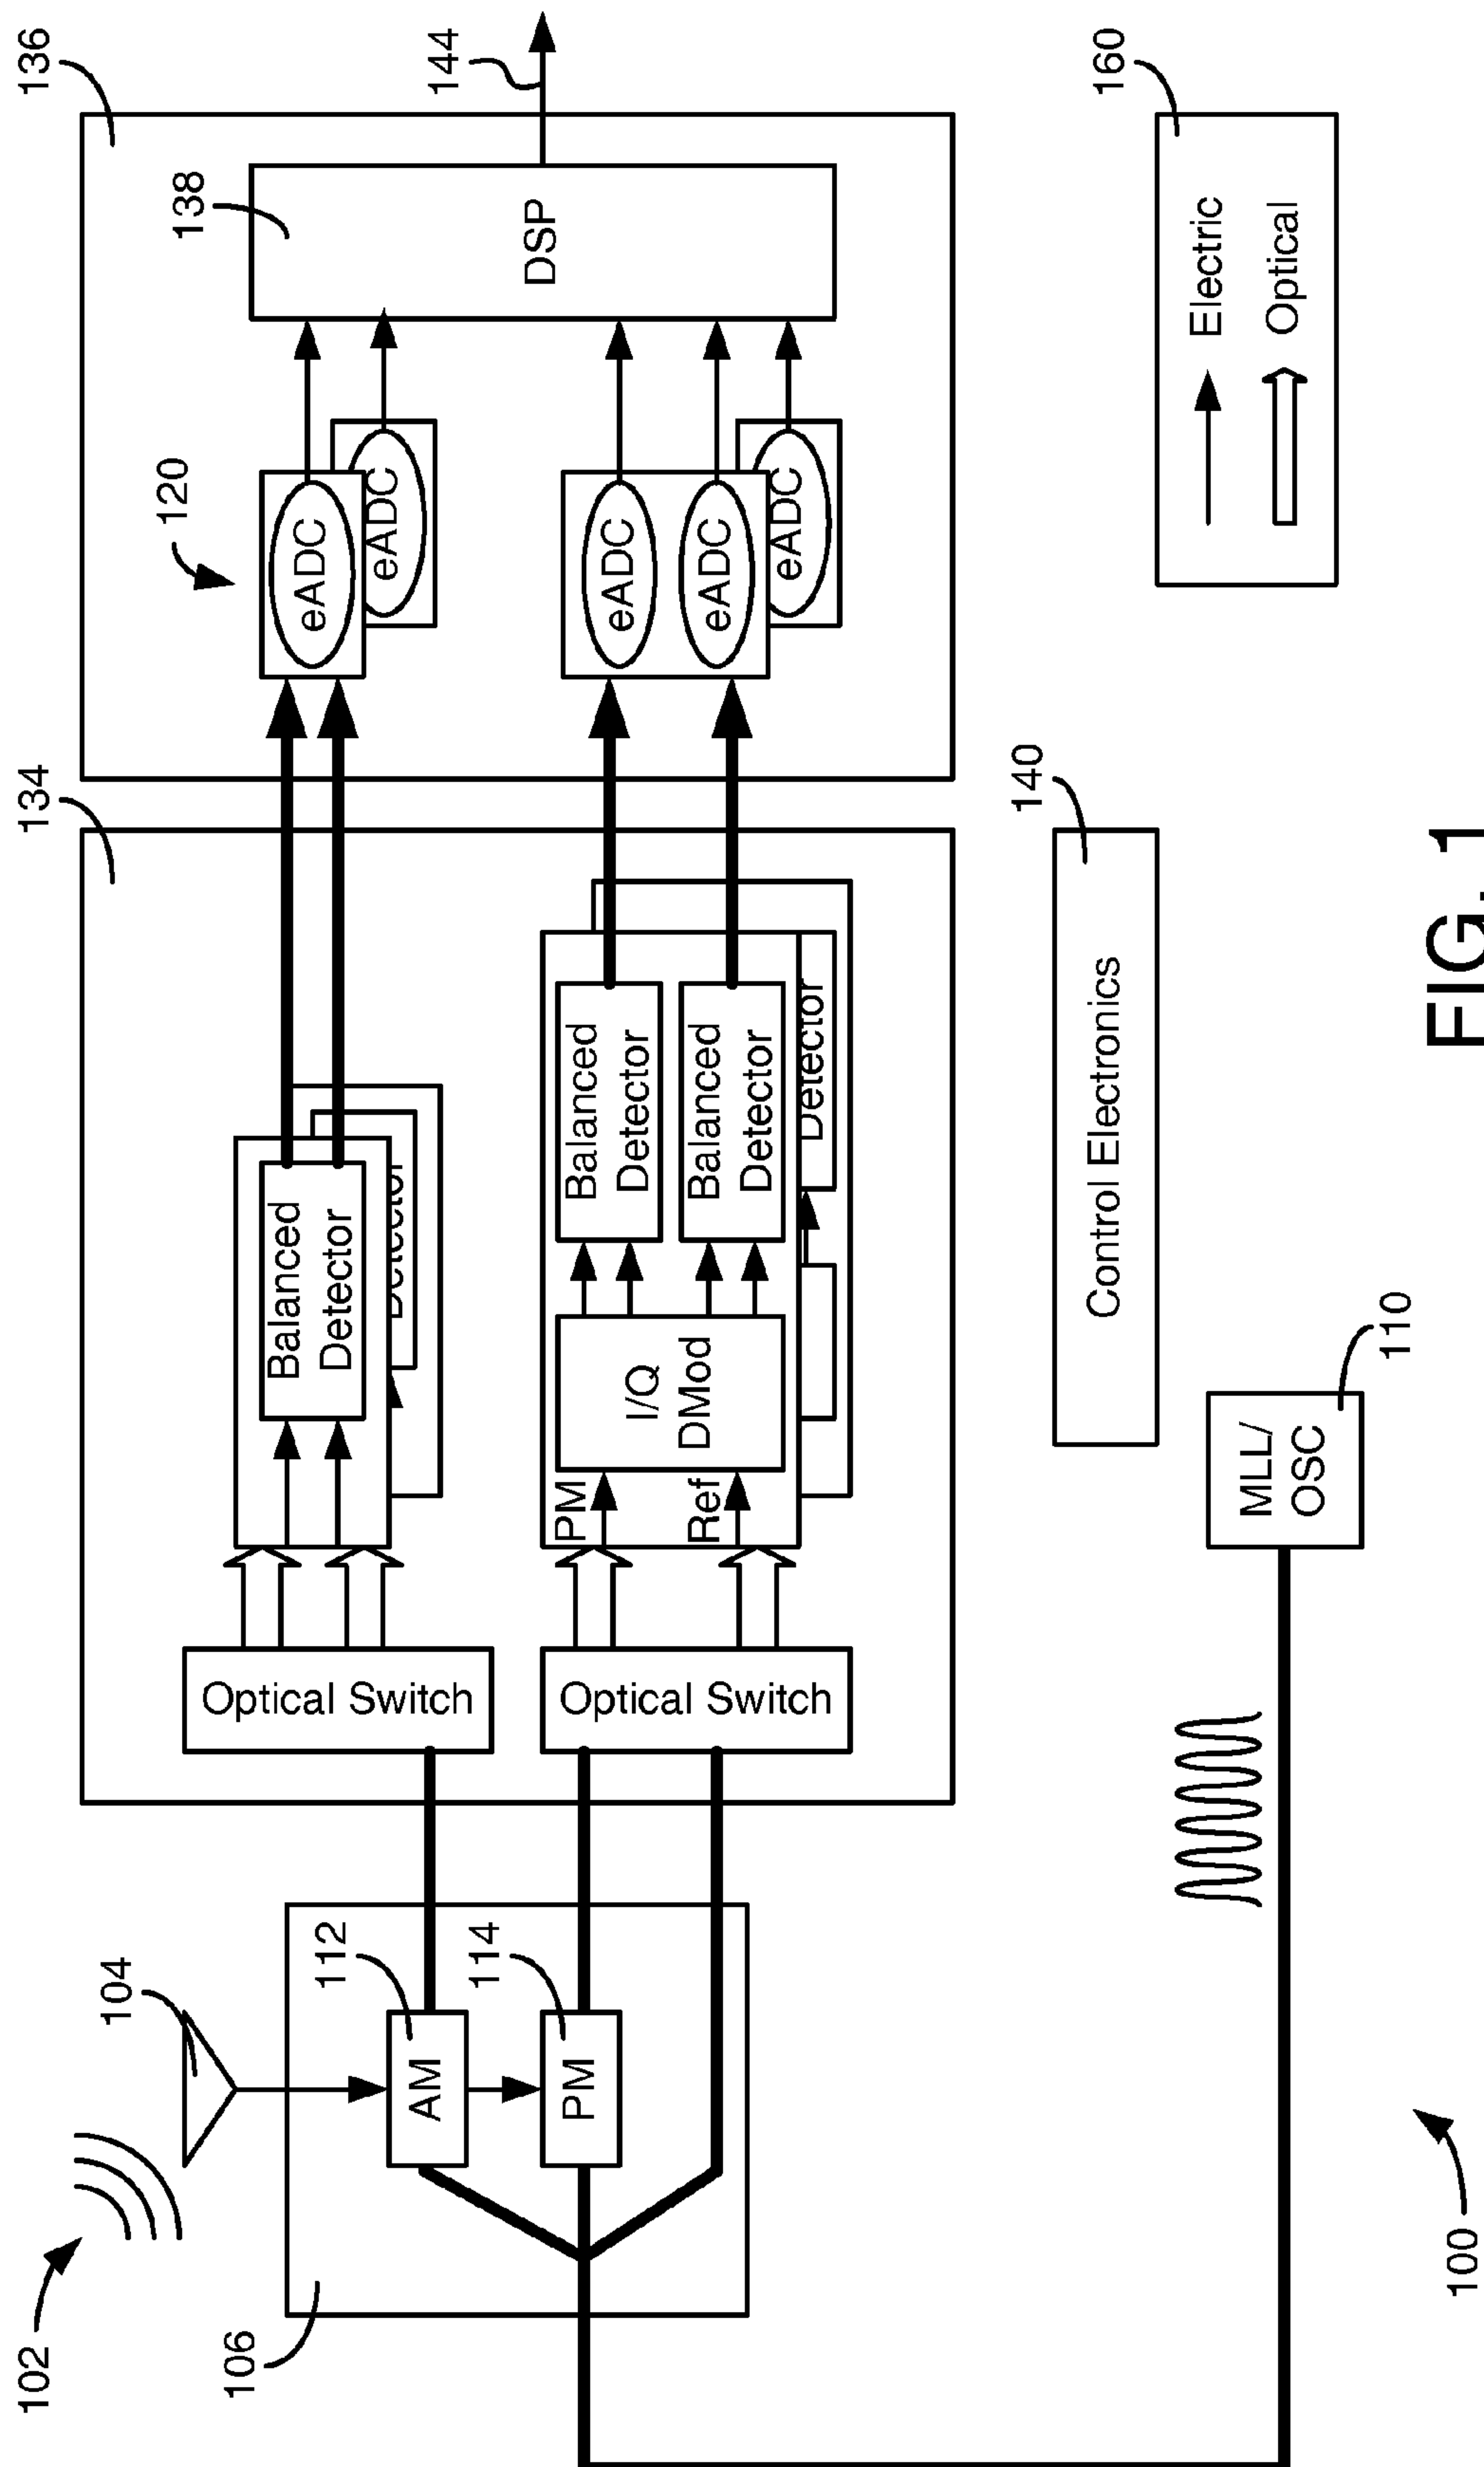 102
104
106
AM
112
PM
114
Optical Switch
Optical Switch
134
Balanced
Detector
Detector
PM
Ref
I/Q
DMod
Balanced
Detector
Balanced
Detector
Detector
136
120
eADC
eADC
eADC
eADC
eADC
138
DSP
144
140
Control Electronics
MLL/
OSC
110
160
Electric
Optical
100
FIG. 1